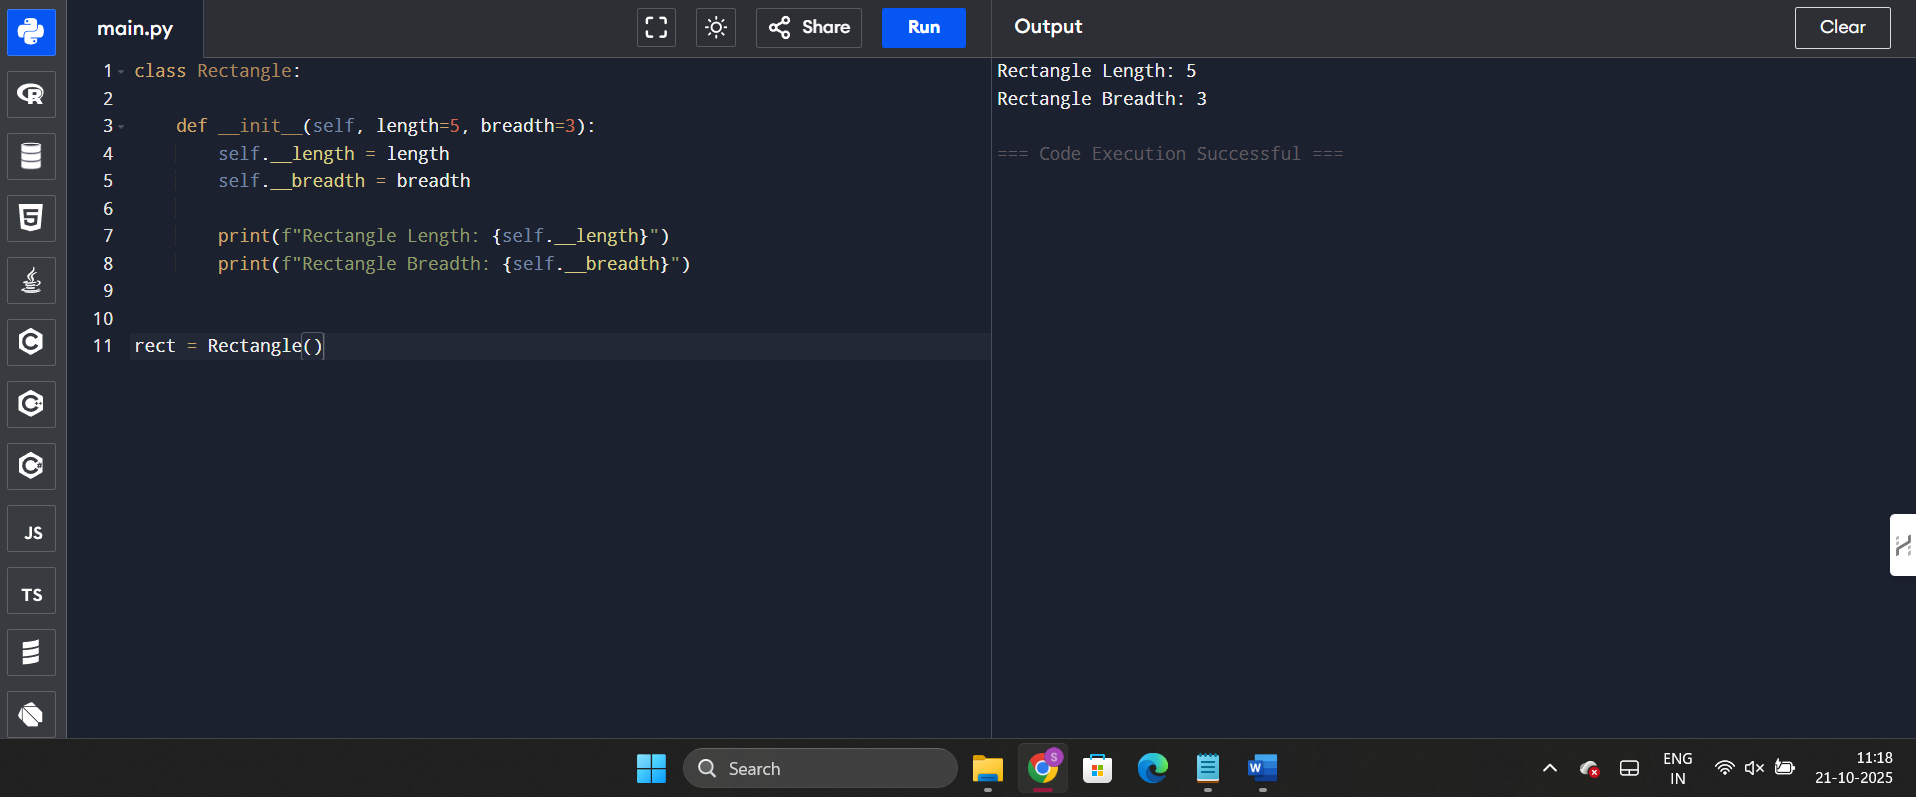 main.py
Share
Run
Output
Clear
1 class Rectangle:
2
3     def __init__(self, length=5, breadth=3):
4         self.__length = length
5         self.__breadth = breadth
6
7         print(f"Rectangle Length: {self.__length}")
8         print(f"Rectangle Breadth: {self.__breadth}")
9
10
11 rect = Rectangle()
Rectangle Length: 5
Rectangle Breadth: 3
=== Code Execution Successful ===
R
5
C
C
C
JS
TS
Search
S
W
ENG
IN
11:18
21-10-2025